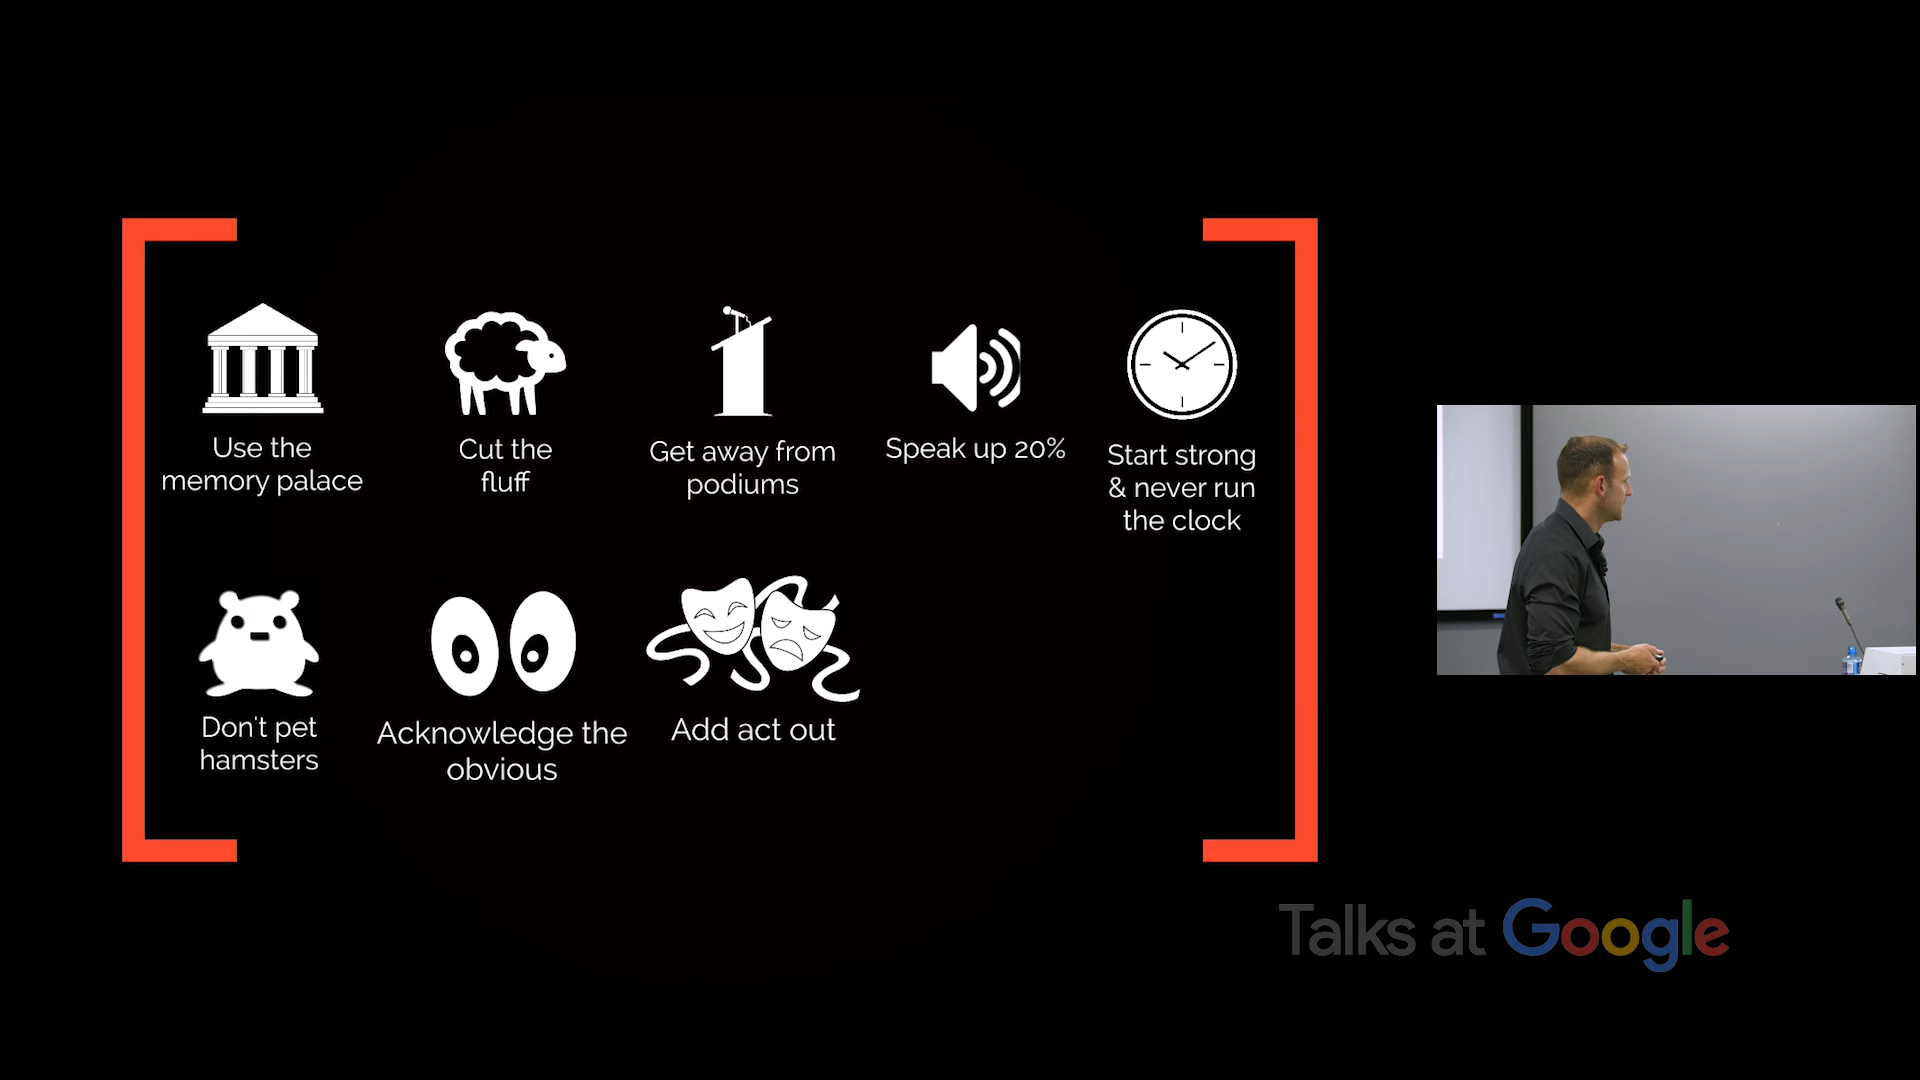 Use the
memory palace
Cut the
fluff
Get away from
podiums
Speak up 20%
Start strong
& never run
the clock
Don't pet
hamsters
Acknowledge the
obvious
Add act out
Talks at Google